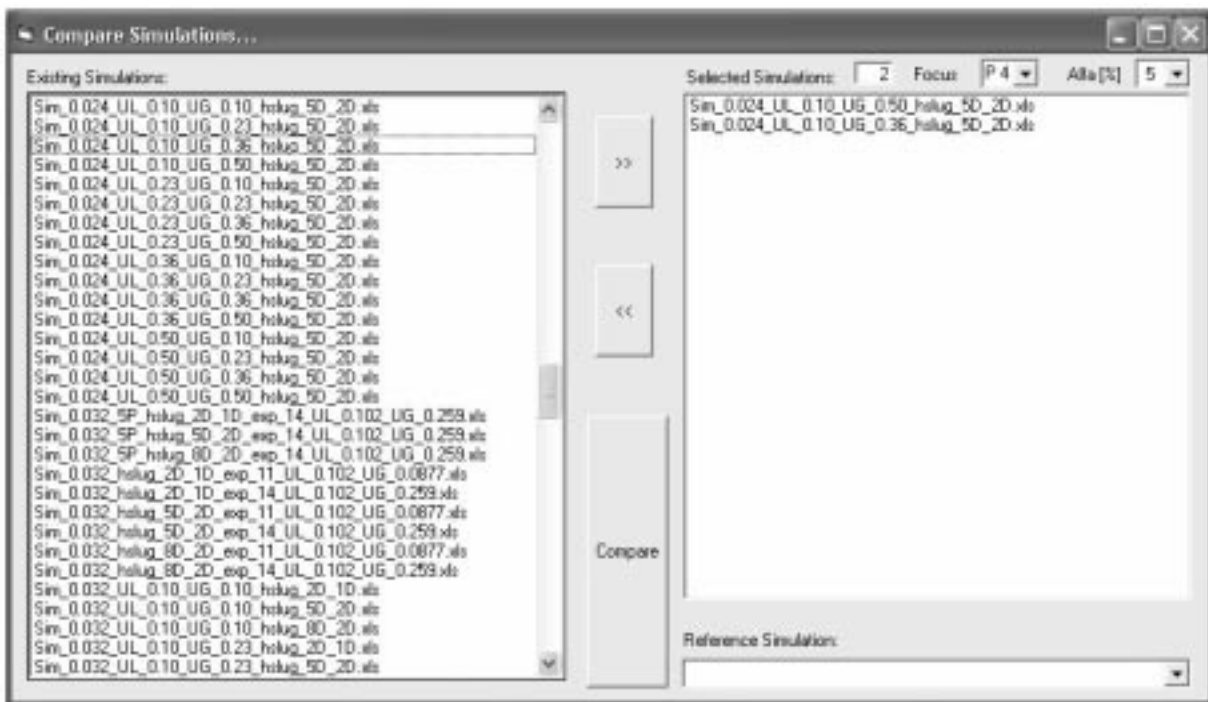 Compare Simulations...
Existing Simulations:
Sim_0.024_UL_0.10_UG_0.10_hslug_5D_2D.xls
Sim_0.024_UL_0.10_UG_0.23_hslug_5D_2D.xls
Sim_0.024_UL_0.10_UG_0.36_hslug_5D_2D.xls
Sim_0.024_UL_0.10_UG_0.50_hslug_5D_2D.xls
Sim_0.024_UL_0.23_UG_0.10_hslug_5D_2D.xls
Sim_0.024_UL_0.23_UG_0.23_hslug_5D_2D.xls
Sim_0.024_UL_0.23_UG_0.36_hslug_5D_2D.xls
Sim_0.024_UL_0.23_UG_0.50_hslug_5D_2D.xls
Sim_0.024_UL_0.36_UG_0.10_hslug_5D_2D.xls
Sim_0.024_UL_0.36_UG_0.23_hslug_5D_2D.xls
Sim_0.024_UL_0.36_UG_0.36_hslug_5D_2D.xls
Sim_0.024_UL_0.36_UG_0.50_hslug_5D_2D.xls
Sim_0.024_UL_0.50_UG_0.10_hslug_5D_2D.xls
Sim_0.024_UL_0.50_UG_0.23_hslug_5D_2D.xls
Sim_0.024_UL_0.50_UG_0.36_hslug_5D_2D.xls
Sim_0.024_UL_0.50_UG_0.50_hslug_5D_2D.xls
Sim_0.032_5P_hslug_2D_1D_exp_14_UL_0.102_UG_0.259.xls
Sim_0.032_5P_hslug_5D_2D_exp_14_UL_0.102_UG_0.259.xls
Sim_0.032_5P_hslug_8D_2D_exp_14_UL_0.102_UG_0.259.xls
Sim_0.032_hslug_2D_1D_exp_11_UL_0.102_UG_0.0877.xls
Sim_0.032_hslug_2D_1D_exp_14_UL_0.102_UG_0.259.xls
Sim_0.032_hslug_5D_2D_exp_11_UL_0.102_UG_0.0877.xls
Sim_0.032_hslug_5D_2D_exp_14_UL_0.102_UG_0.259.xls
Sim_0.032_hslug_8D_2D_exp_11_UL_0.102_UG_0.0877.xls
Sim_0.032_hslug_8D_2D_exp_14_UL_0.102_UG_0.259.xls
Sim_0.032_UL_0.10_UG_0.10_hslug_2D_1D.xls
Sim_0.032_UL_0.10_UG_0.10_hslug_5D_2D.xls
Sim_0.032_UL_0.10_UG_0.10_hslug_8D_2D.xls
Sim_0.032_UL_0.10_UG_0.23_hslug_2D_1D.xls
Sim_0.032_UL_0.10_UG_0.23_hslug_5D_2D.xls
>>
<<
Compare
Selected Simulations: 2 Focus P 4 Alfa [%] 5
Sim_0.024_UL_0.10_UG_0.50_hslug_5D_2D.xls
Sim_0.024_UL_0.10_UG_0.36_hslug_5D_2D.xls
Reference Simulation: